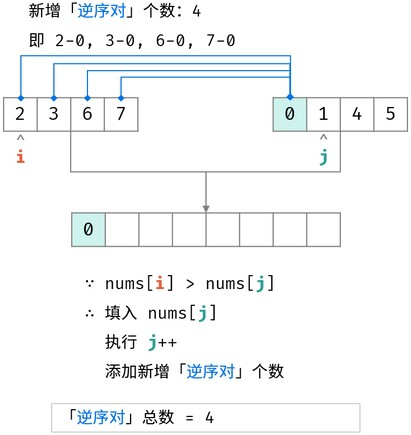 新增「逆序对」个数：4
即 2-0, 3-0, 6-0, 7-0
2 3 6 7 0 1 4 5
i j
0
∵ nums[i] > nums[j]
∴ 填入 nums[j]
执行 j++
添加新增「逆序对」个数
「逆序对」总数 = 4